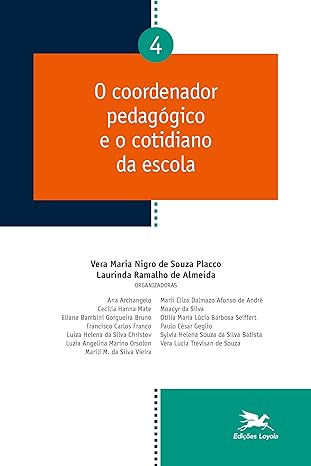 4
O coordenador
pedagógico
e o cotidiano
da escola
Vera Maria Nigro de Souza Placco
Laurinda Ramalho de Almeida
ORGANIZADORAS
Ana Archangelo
Cecília Hanna Mate
Eliane Bambini Gorgueira Bruno
Francisco Carlos Franco
Luiza Helena da Silva Christov
Luzia Angelina Marino Orsolon
Marili M. da Silva Vieira
Marli Eliza Dalmazo Afonso de André
Moacyr da Silva
Otília Maria Lúcia Barbosa Seiffert
Paulo César Geglio
Sylvia Helena Souza da Silva Batista
Vera Lucia Trevisan de Souza
Edições Loyola